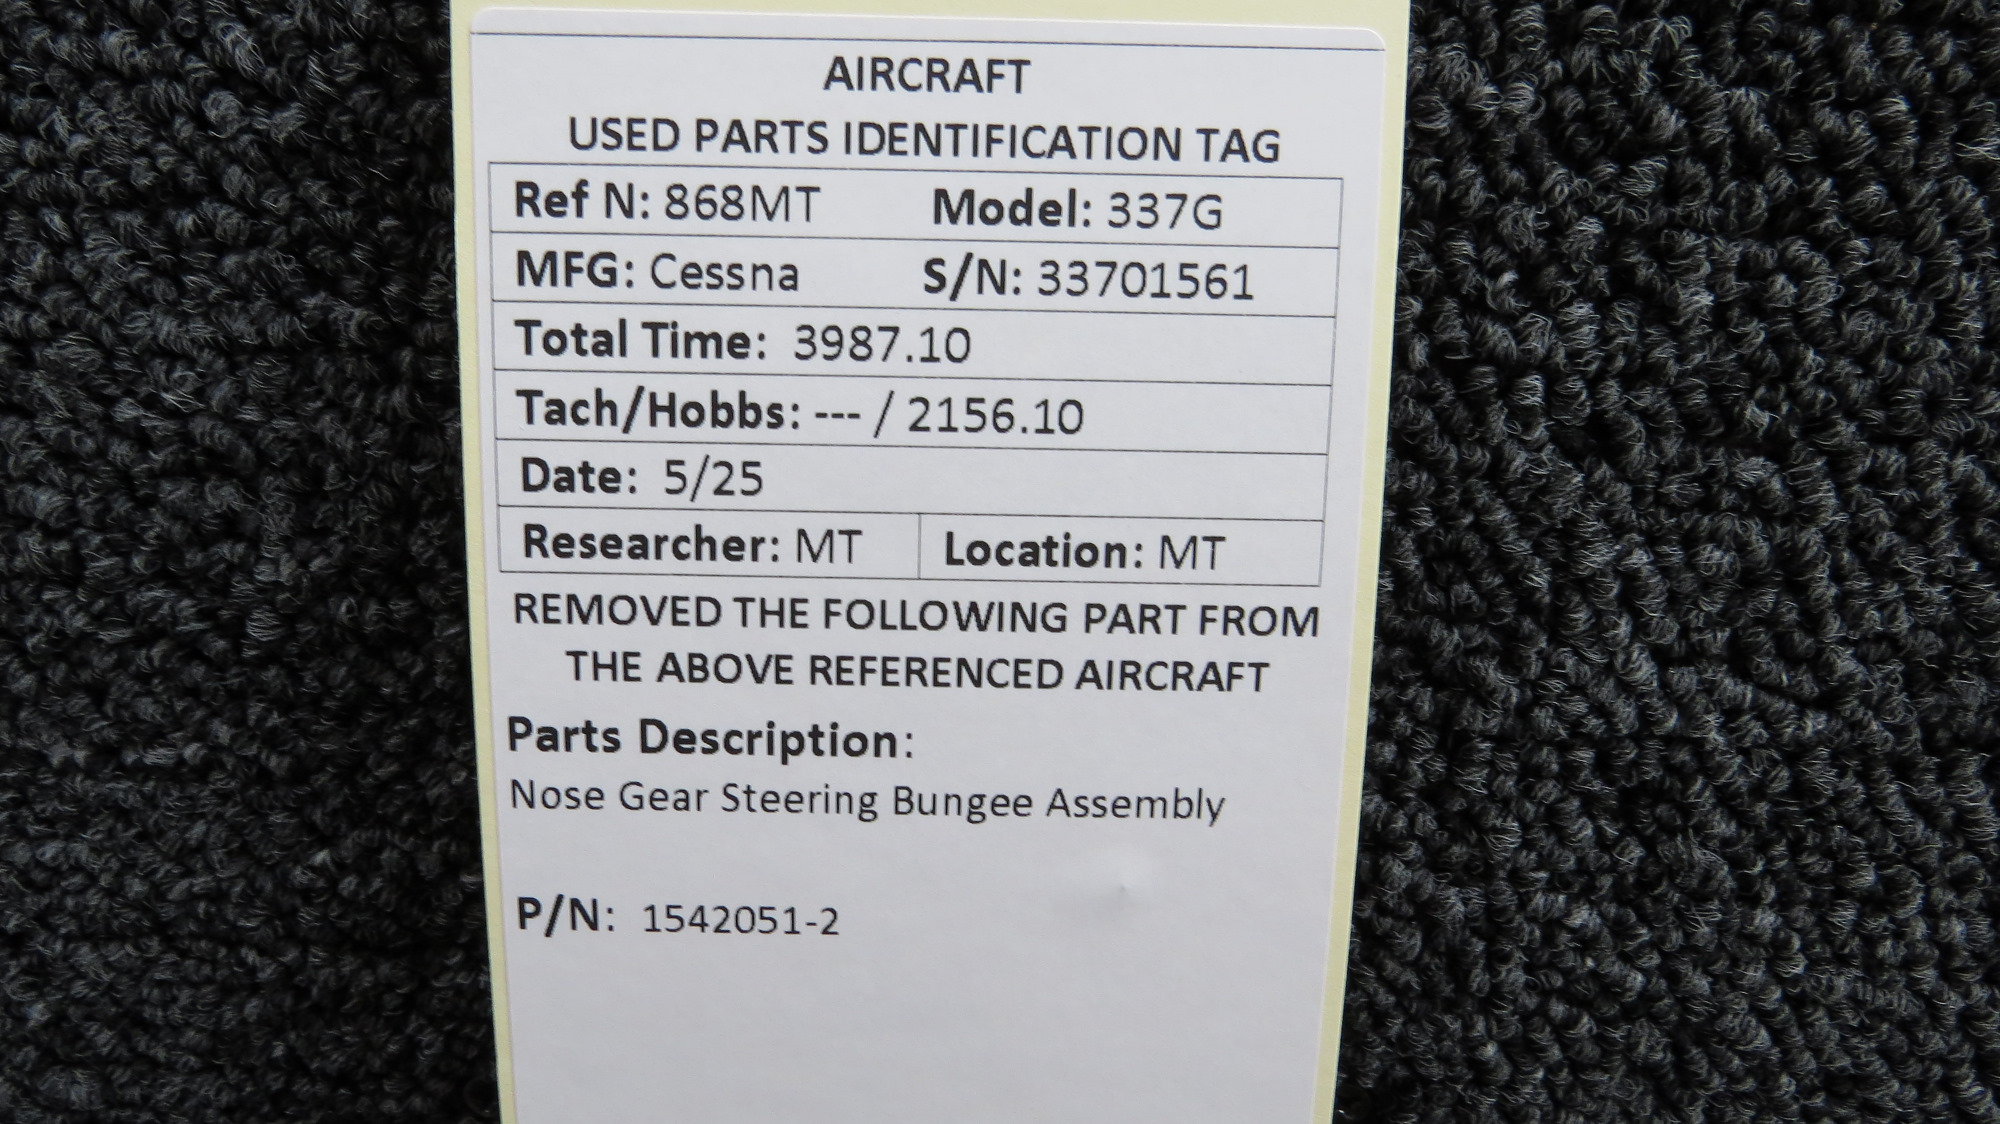 AIRCRAFT
USED PARTS IDENTIFICATION TAG
Ref N: 868MT Model: 337G
MFG: Cessna S/N: 33701561
Total Time: 3987.10
Tach/Hobbs: --- / 2156.10
Date: 5/25
Researcher: MT Location: MT
REMOVED THE FOLLOWING PART FROM
THE ABOVE REFERENCED AIRCRAFT
Parts Description:
Nose Gear Steering Bungee Assembly
P/N: 1542051-2